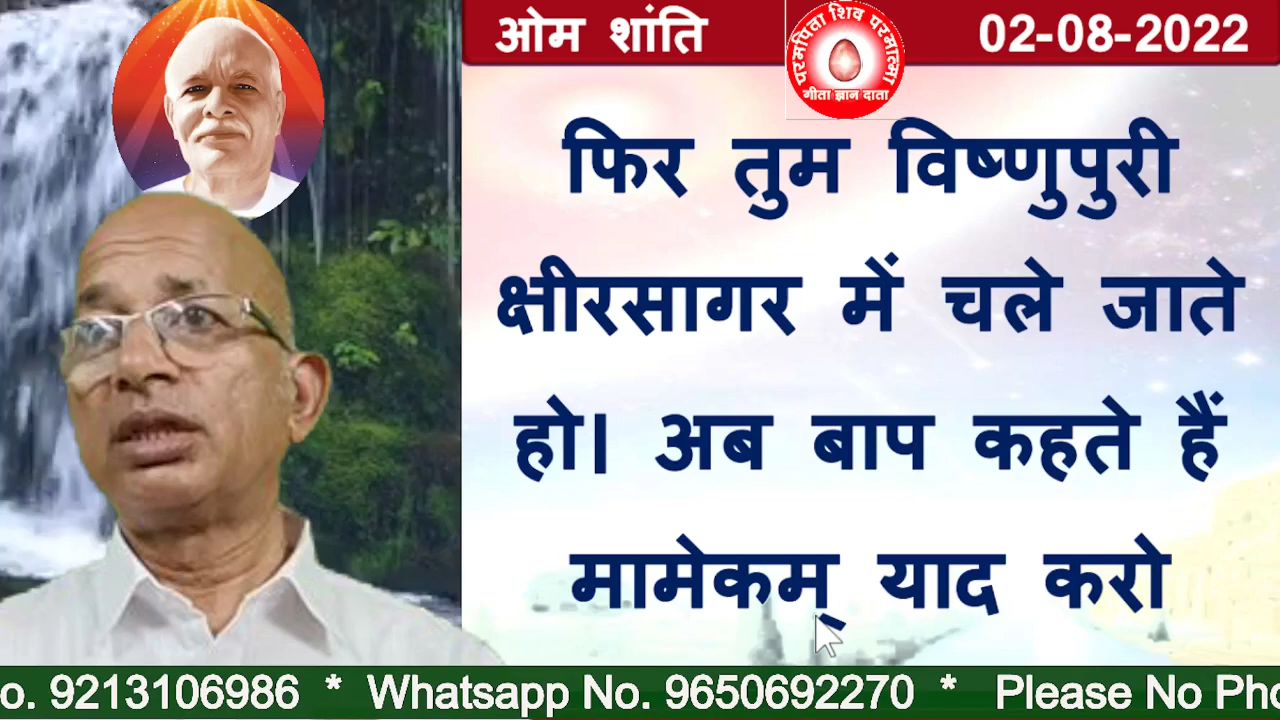 ओम शांति
02-08-2022
परमपिता शिव परमात्मा
गीता ज्ञान दाता
फिर तुम विष्णुपुरी
क्षीरसागर में चले जाते
हो। अब बाप कहते हैं
मामेकम् याद करो
o. 9213106986 * Whatsapp No. 9650692270 * Please No Pho